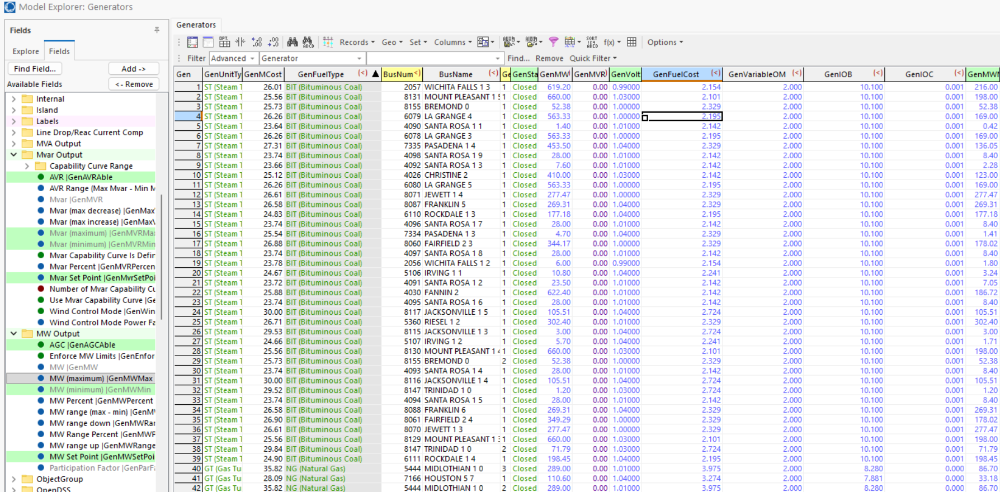 Model Explorer: Generators
Fields
Explore Fields
Find Field... Add ->
Available Fields <- Remove
Internal
Island
Labels
Line Drop/Reac Current Comp
MVA Output
Mvar Output
Capability Curve Range
AVR |GenAVRAble
AVR Range (Max Mvar - Min M
Mvar |GenMVR
Mvar (max decrease) |GenMax
Mvar (max increase) |GenMax
Mvar (maximum) |GenMVRMa
Mvar (minimum) |GenMVRMin
Mvar Capability Curve Is Defin
Mvar Percent |GenMVRPercen
Mvar Set Point |GenMvrSetPoi
Number of Mvar Capability Cu
Use Mvar Capability Curve |Ge
Wind Control Mode |GenWin
Wind Control Mode Power Fa
MW Output
AGC |GenAGCAble
Enforce MW Limits |GenEnfor
MW |GenMW
MW (maximum) |GenMWMax
MW (minimum) |GenMWMin
MW Percent |GenMWPercent
MW range (max - min) |GenM
MW range down |GenMWRar
MW Range Percent |GenMWP
MW range up |GenMWRange
MW Set Point |GenMWSetPoi
Participation Factor |GenParFa
ObjectGroup
OpenDSS
Generators
Records Geo Set Columns SORT 124 ABCD f(x) Options
Filter Advanced Generator Find... Remove Quick Filter
Gen GenUnitTy GenMCost GenFuelType BusNum BusName Ge GenSta GenMW GenMVR GenVolt GenFuelCost GenVariableOM GenIOB GenIOC GenMW
1 ST (Steam T 26.01 BIT (Bituminous Coal) 2057 WICHITA FALLS 1 3 1 Closed 619.20 0.00 0.99000 2.154 2.000 10.100 0.001 216.00
2 ST (Steam T 25.56 BIT (Bituminous Coal) 8131 MOUNT PLEASANT 1 5 1 Closed 660.00 0.00 1.03000 2.101 2.000 10.100 0.001 198.00
3 ST (Steam T 25.73 BIT (Bituminous Coal) 8155 BREMOND 0 1 Closed 52.38 0.00 1.00000 2.329 2.000 10.100 0.001 52.38
4 ST (Steam T 26.26 BIT (Bituminous Coal) 6079 LA GRANGE 4 1 Closed 563.33 0.00 1.00000 2.195 2.000 10.100 0.001 169.00
5 ST (Steam T 23.64 BIT (Bituminous Coal) 4090 SANTA ROSA 1 1 1 Closed 1.40 0.00 1.01000 2.142 2.000 10.100 0.001 0.42
6 ST (Steam T 26.26 BIT (Bituminous Coal) 6078 LA GRANGE 3 1 Closed 563.33 0.00 1.00000 2.195 2.000 10.100 0.001 169.00
7 ST (Steam T 27.31 BIT (Bituminous Coal) 7335 PASADENA 1 4 1 Closed 453.50 0.00 1.04000 2.329 2.000 10.100 0.001 136.05
8 ST (Steam T 23.74 BIT (Bituminous Coal) 4098 SANTA ROSA 1 9 1 Closed 28.00 0.00 1.01000 2.142 2.000 10.100 0.001 8.40
9 ST (Steam T 23.66 BIT (Bituminous Coal) 4092 SANTA ROSA 1 3 1 Closed 7.60 0.00 1.01000 2.142 2.000 10.100 0.001 2.28
10 ST (Steam T 25.12 BIT (Bituminous Coal) 4026 CHRISTINE 2 1 Closed 410.00 0.00 1.03000 2.142 2.000 10.100 0.001 123.00
11 ST (Steam T 26.26 BIT (Bituminous Coal) 6080 LA GRANGE 5 1 Closed 563.33 0.00 1.00000 2.195 2.000 10.100 0.001 169.00
12 ST (Steam T 26.61 BIT (Bituminous Coal) 8071 JEWETT 1 4 1 Closed 277.47 0.00 1.00000 2.329 2.000 10.100 0.001 277.47
13 ST (Steam T 26.58 BIT (Bituminous Coal) 8087 FRANKLIN 5 1 Closed 269.31 0.00 1.04000 2.329 2.000 10.100 0.001 269.31
14 ST (Steam T 24.83 BIT (Bituminous Coal) 6110 ROCKDALE 1 3 1 Closed 177.18 0.00 1.04000 2.195 2.000 10.100 0.001 177.18
15 ST (Steam T 23.74 BIT (Bituminous Coal) 4096 SANTA ROSA 1 7 1 Closed 28.00 0.00 1.01000 2.142 2.000 10.100 0.001 8.40
16 ST (Steam T 25.54 BIT (Bituminous Coal) 7334 PASADENA 1 3 1 Closed 4.70 0.00 1.04000 2.329 2.000 10.100 0.001 1.41
17 ST (Steam T 26.88 BIT (Bituminous Coal) 8060 FAIRFIELD 2 3 1 Closed 344.17 0.00 1.00000 2.329 2.000 10.100 0.001 178.02
18 ST (Steam T 23.74 BIT (Bituminous Coal) 4097 SANTA ROSA 1 8 1 Closed 28.00 0.00 1.01000 2.142 2.000 10.100 0.001 8.40
19 ST (Steam T 23.78 BIT (Bituminous Coal) 2056 WICHITA FALLS 1 2 1 Closed 6.00 0.00 0.99000 2.154 2.000 10.100 0.001 1.80
20 ST (Steam T 24.67 BIT (Bituminous Coal) 5106 IRVING 1 1 1 Closed 10.80 0.00 1.04000 2.241 2.000 10.100 0.001 3.24
21 ST (Steam T 23.72 BIT (Bituminous Coal) 4091 SANTA ROSA 1 2 1 Closed 23.50 0.00 1.01000 2.142 2.000 10.100 0.001 7.05
22 ST (Steam T 25.88 BIT (Bituminous Coal) 4030 FANNIN 2 1 Closed 622.40 0.00 1.01000 2.142 2.000 10.100 0.001 186.72
23 ST (Steam T 23.74 BIT (Bituminous Coal) 4095 SANTA ROSA 1 6 1 Closed 28.00 0.00 1.01000 2.142 2.000 10.100 0.001 8.40
24 ST (Steam T 30.00 BIT (Bituminous Coal) 8117 JACKSONVILLE 1 5 1 Closed 105.51 0.00 1.04000 2.724 2.000 10.100 0.001 105.51
25 ST (Steam T 26.71 BIT (Bituminous Coal) 5360 RIESEL 1 2 1 Closed 302.40 0.00 1.01000 2.329 2.000 10.100 0.001 302.40
26 ST (Steam T 29.53 BIT (Bituminous Coal) 8115 JACKSONVILLE 1 3 1 Closed 3.00 0.00 1.04000 2.724 2.000 10.100 0.001 3.00
27 ST (Steam T 24.66 BIT (Bituminous Coal) 5107 IRVING 1 2 1 Closed 5.70 0.00 1.04000 2.241 2.000 10.100 0.001 1.71
28 ST (Steam T 25.56 BIT (Bituminous Coal) 8130 MOUNT PLEASANT 1 4 1 Closed 660.00 0.00 1.03000 2.101 2.000 10.100 0.001 198.00
29 ST (Steam T 25.73 BIT (Bituminous Coal) 8155 BREMOND 0 2 Closed 52.38 0.00 1.00000 2.329 2.000 10.100 0.001 52.38
30 ST (Steam T 23.74 BIT (Bituminous Coal) 4093 SANTA ROSA 1 4 1 Closed 28.00 0.00 1.01000 2.142 2.000 10.100 0.001 8.40
31 ST (Steam T 30.00 BIT (Bituminous Coal) 8116 JACKSONVILLE 1 4 1 Closed 105.51 0.00 1.04000 2.724 2.000 10.100 0.001 105.51
32 ST (Steam T 29.52 BIT (Bituminous Coal) 8147 TRINIDAD 1 0 1 Closed 1.20 0.00 1.03000 2.724 2.000 10.100 0.001 1.20
33 ST (Steam T 23.74 BIT (Bituminous Coal) 4094 SANTA ROSA 1 5 1 Closed 28.00 0.00 1.01000 2.142 2.000 10.100 0.001 8.40
34 ST (Steam T 26.58 BIT (Bituminous Coal) 8088 FRANKLIN 6 1 Closed 269.31 0.00 1.04000 2.329 2.000 10.100 0.001 269.31
35 ST (Steam T 26.90 BIT (Bituminous Coal) 8061 FAIRFIELD 2 4 1 Closed 349.29 0.00 1.00000 2.329 2.000 10.100 0.001 178.02
36 ST (Steam T 26.61 BIT (Bituminous Coal) 8070 JEWETT 1 3 1 Closed 277.47 0.00 1.00000 2.329 2.000 10.100 0.001 277.47
37 ST (Steam T 25.56 BIT (Bituminous Coal) 8129 MOUNT PLEASANT 1 3 1 Closed 660.00 0.00 1.03000 2.101 2.000 10.100 0.001 198.00
38 ST (Steam T 29.84 BIT (Bituminous Coal) 8147 TRINIDAD 1 0 2 Closed 71.79 0.00 1.03000 2.724 2.000 10.100 0.001 71.79
39 ST (Steam T 24.90 BIT (Bituminous Coal) 6111 ROCKDALE 1 4 1 Closed 198.45 0.00 1.04000 2.195 2.000 10.100 0.001 198.45
40 GT (Gas Tu 35.82 NG (Natural Gas) 5444 MIDLOTHIAN 1 0 3 Closed 289.00 0.00 1.01000 3.975 2.000 8.280 0.000 86.70
41 GT (Gas Tu 28.09 NG (Natural Gas) 7166 HOUSTON 5 7 1 Closed 110.60 0.00 1.04000 3.274 2.000 7.881 0.000 33.18
42 GT (Gas Tu 35.82 NG (Natural Gas) 5444 MIDLOTHIAN 1 0 2 Closed 289.00 0.00 1.01000 3.975 2.000 8.280 0.000 86.70